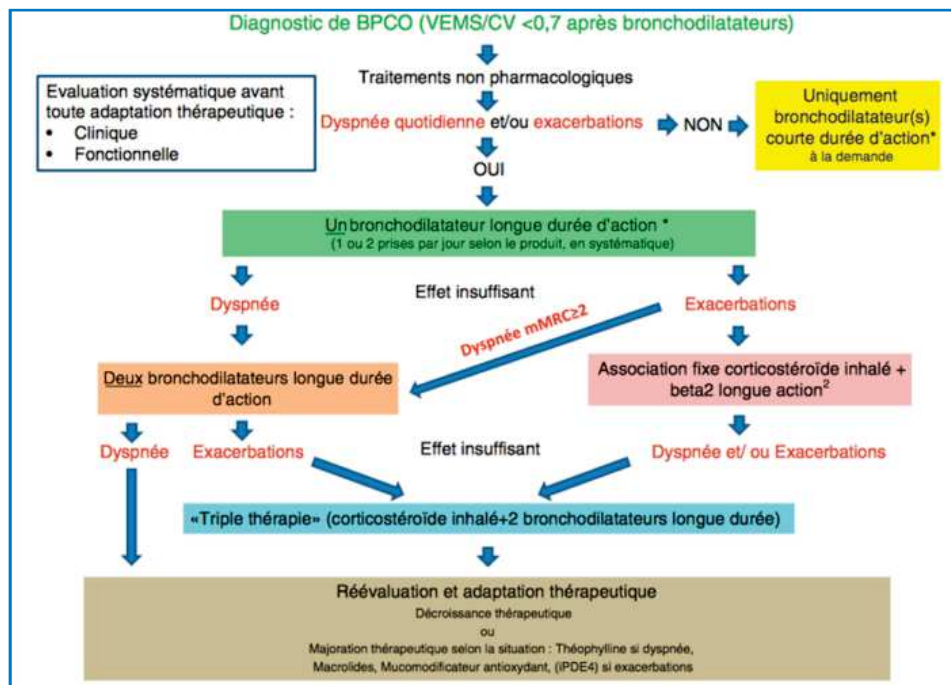 Diagnostic de BPCO (VEMS/CV <0,7 après bronchodilatateurs)
Traitements non pharmacologiques
Evaluation systématique avant
toute adaptation thérapeutique :
• Clinique
• Fonctionnelle
Dyspnée quotidienne et/ou exacerbations
NON
Uniquement
bronchodilatateur(s)
courte durée d'action*
à la demande
OUI
Un bronchodilatateur longue durée d'action *
(1 ou 2 prises par jour selon le produit, en systématique)
Effet insuffisant
Dyspnée
Exacerbations
Dyspnée mMRC≥2
Deux bronchodilatateurs longue durée
d'action
Association fixe corticostéroïde inhalé +
beta2 longue action²
Dyspnée
Exacerbations
Effet insuffisant
Dyspnée et/ ou Exacerbations
«Triple thérapie» (corticostéroïde inhalé+2 bronchodilatateurs longue durée)
Réévaluation et adaptation thérapeutique
Décroissance thérapeutique
ou
Majoration thérapeutique selon la situation : Théophylline si dyspnée,
Macrolides, Mucomodificateur antioxydant, (iPDE4) si exacerbations